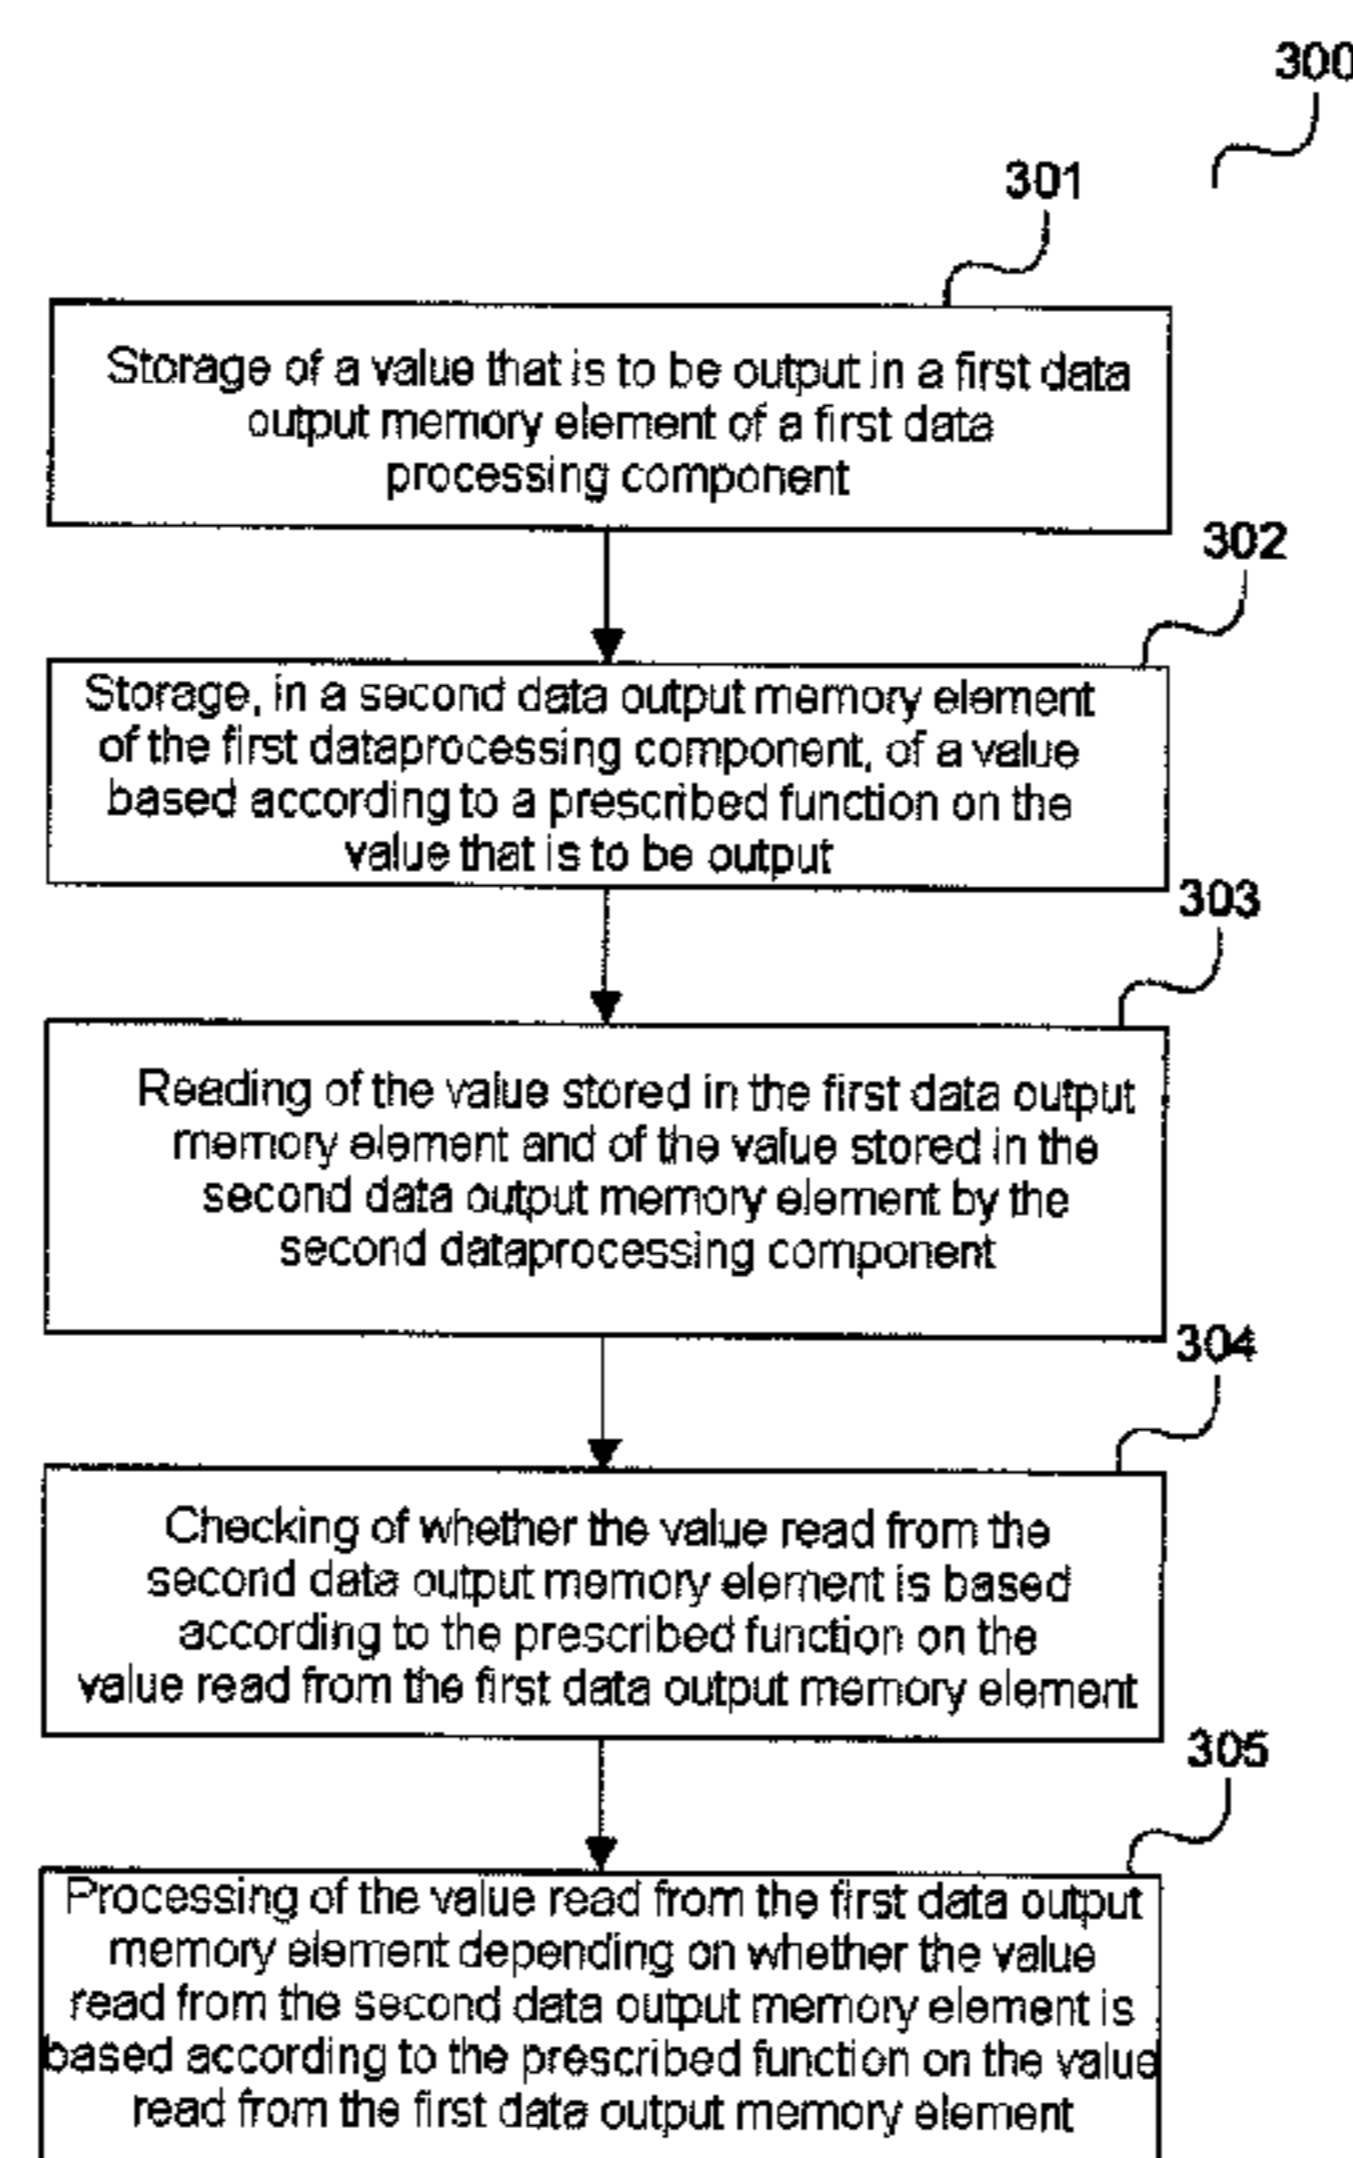 300
301
Storage of a value that is to be output in a first data
output memory element of a first data
processing component
302
Storage, in a second data output memory element
of the first dataprocessing component, of a value
based according to a prescribed function on the
value that is to be output
303
Reading of the value stored in the first data output
memory element and of the value stored in the
second data output memory element by the
second dataprocessing component
304
Checking of whether the value read from the
second data output memory element is based
according to the prescribed function on the
value read from the first data output memory element
305
Processing of the value read from the first data output
memory element depending on whether the value
read from the second data output memory element is
based according to the prescribed function on the value
read from the first data output memory element